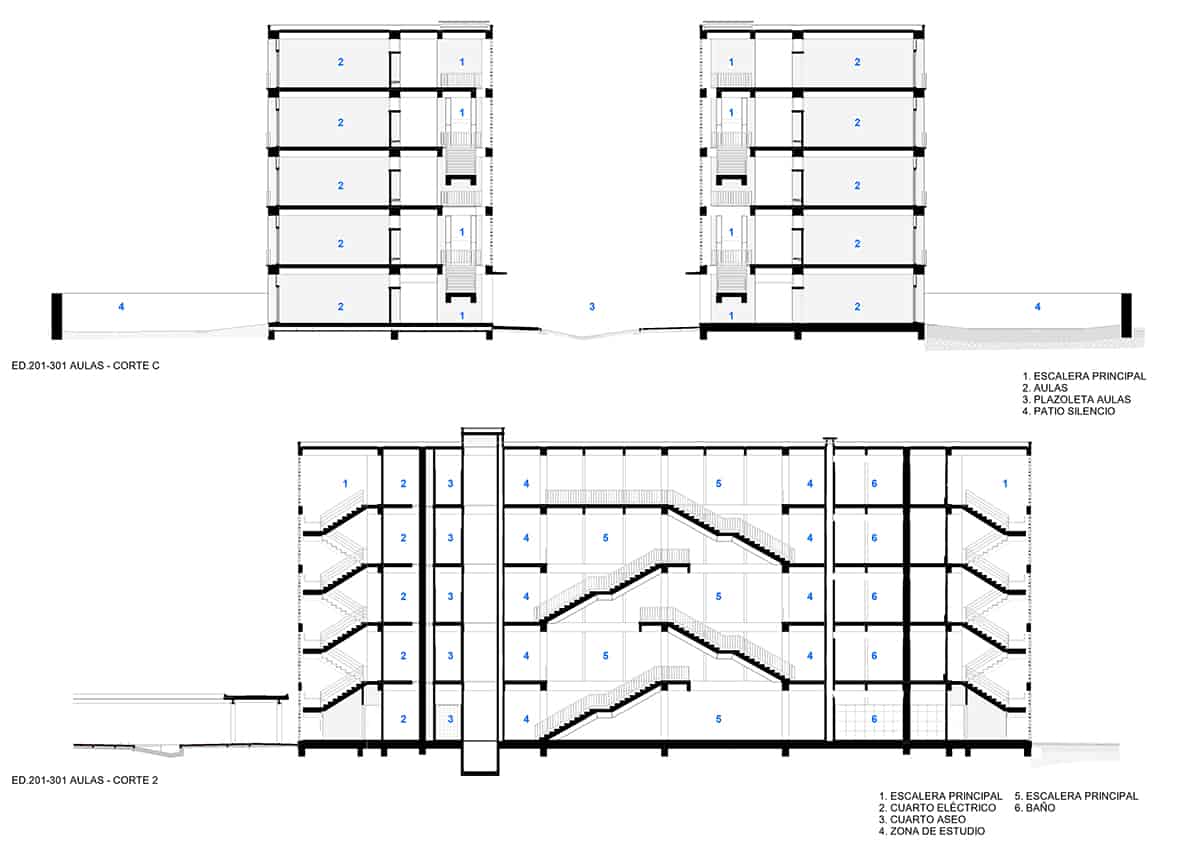 2 1 1 2
2 1 1 2
2 2
2 1 1 2
4 2 1 3 1 2 4
ED.201-301 AULAS - CORTE C
1. ESCALERA PRINCIPAL
2. AULAS
3. PLAZOLETA AULAS
4. PATIO SILENCIO
1 2 3 4 5 4 6 1
2 3 4 5 4 6
2 3 4 5 4 6
2 3 4 5 4 6
2 3 4 5 6
ED.201-301 AULAS - CORTE 2
1. ESCALERA PRINCIPAL 5. ESCALERA PRINCIPAL
2. CUARTO ELÉCTRICO 6. BAÑO
3. CUARTO ASEO
4. ZONA DE ESTUDIO